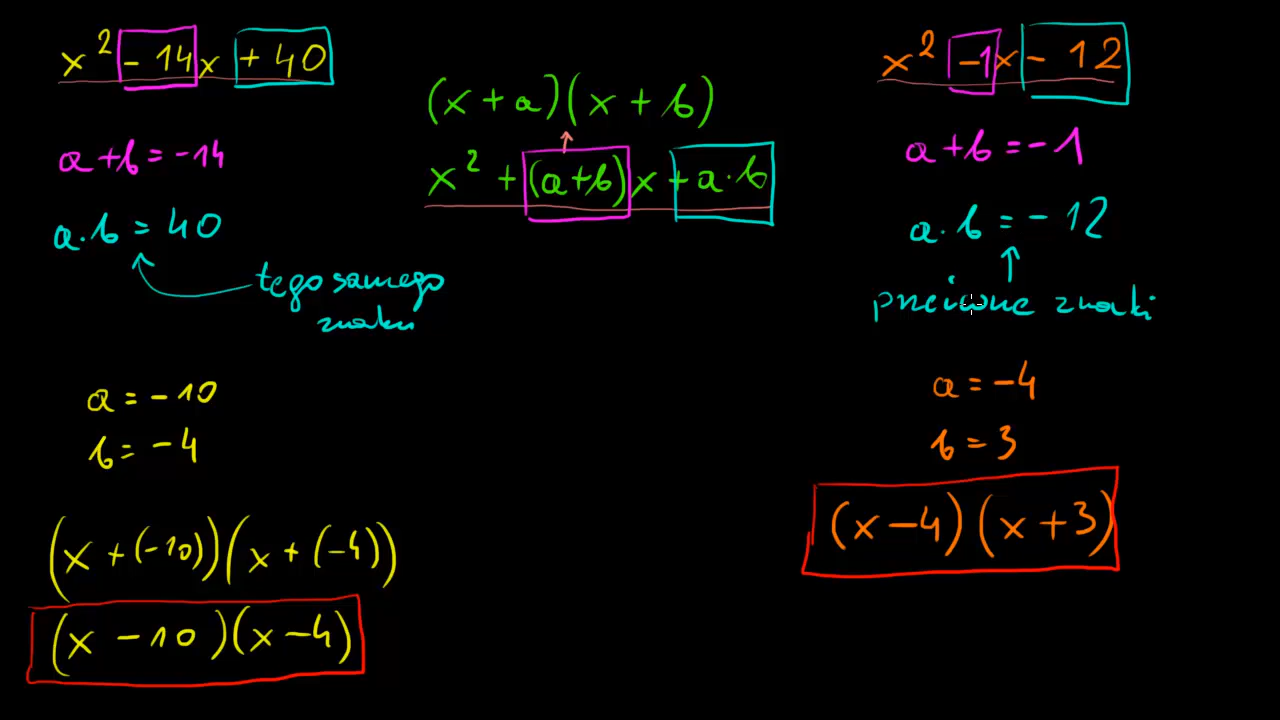 x² - 14x + 40
a + b = -14
a · b = 40
tego samego
znaku
a = -10
b = -4
(x + (-10))(x + (-4))
(x - 10)(x - 4)
(x + a)(x + b)
x² + (a + b)x + a · b
x² - 1x - 12
a + b = -1
a · b = -12
przeciwne znaki
a = -4
b = 3
(x - 4)(x + 3)